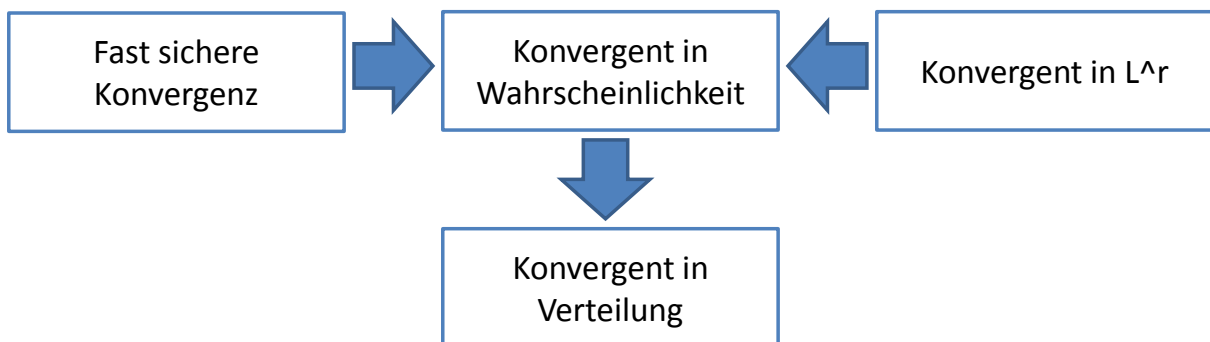 Fast sichere
Konvergenz
Konvergent in
Wahrscheinlichkeit
Konvergent in L^r
Konvergent in
Verteilung